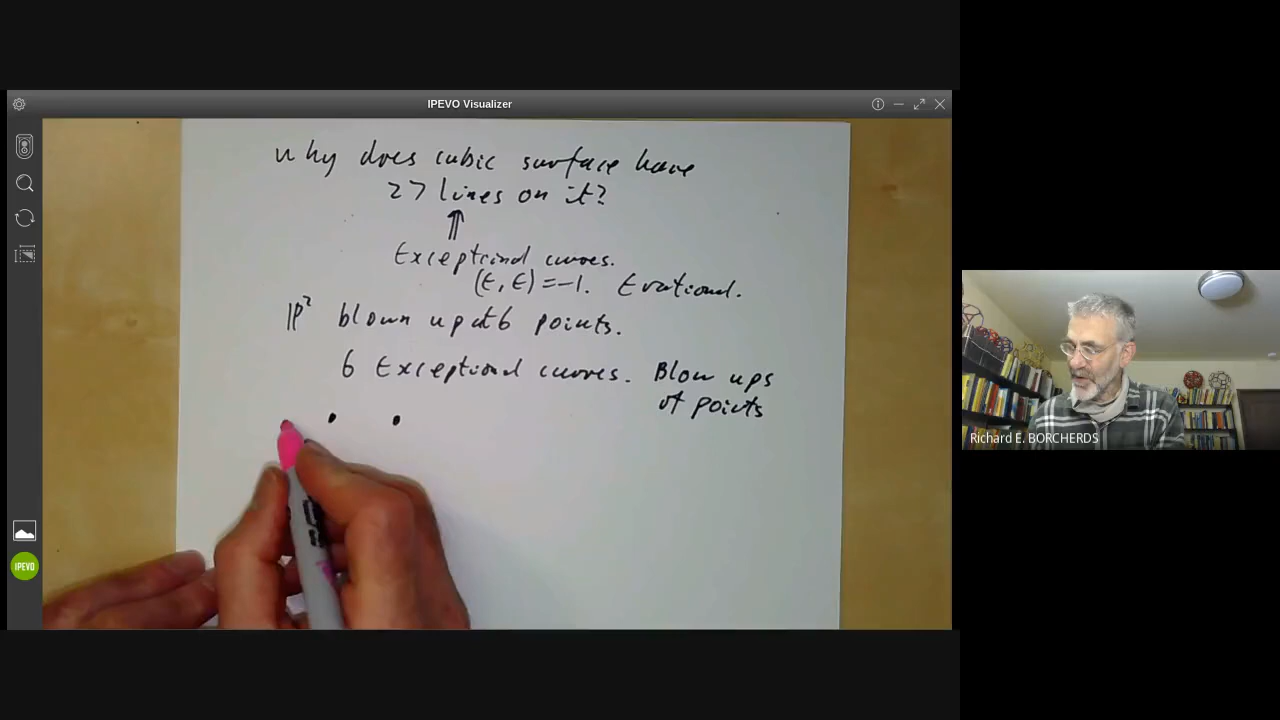 IPEVO Visualizer
Why does cubic surface have
27 lines on it?
⇑
Exceptional curves.
(E, E) = -1. E rational.
ℙ² blown up at 6 points.
6 Exceptional curves. Blow ups
of points
Richard E. BORCHERDS
IPEVO